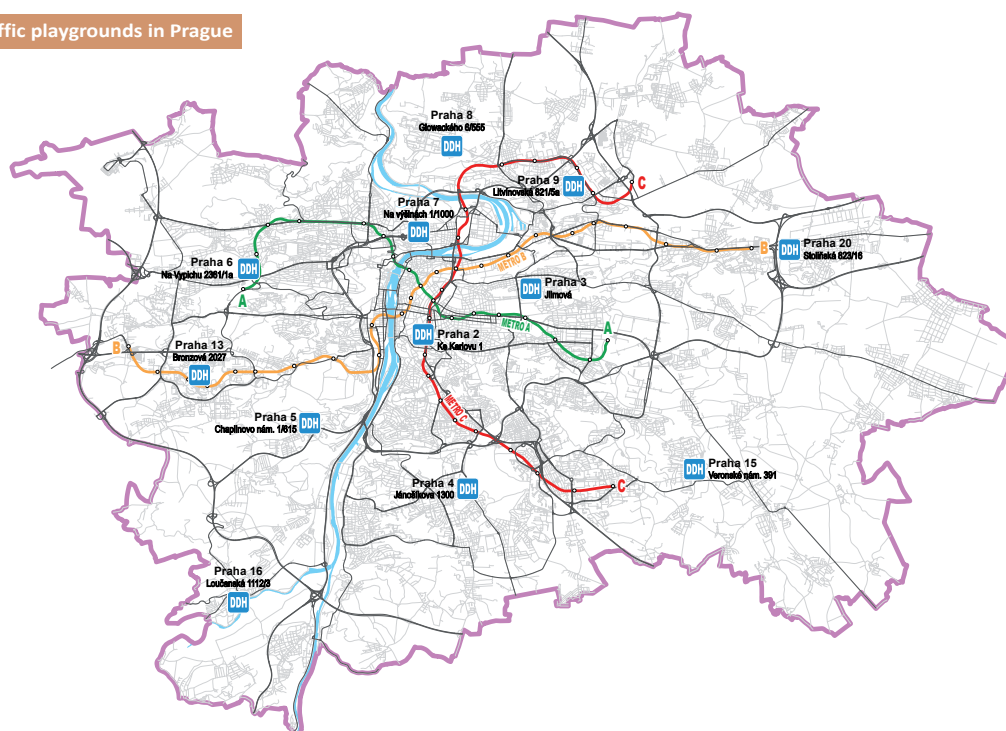 ffic playgrounds in Prague
Praha 8
Glowackého 6/555
DDH
Praha 9
Litvínovská 821/5a
DDH
C
Praha 7
Na výšinách 1/1000
DDH
Praha 6
Na Vypichu 2361/1a
DDH
A
METRO B
B
DDH
Praha 20
Stoliňská 823/16
DDH
Praha 3
Jilmová
METRO A
A
DDH
Praha 2
Ke Karlovu 1
B
Praha 13
Bronzová 2027
DDH
METRO C
Praha 5
Chaplinovo nám. 1/615
DDH
Praha 4
Jánošíkova 1300
DDH
C
DDH
Praha 15
Veronské nám. 391
Praha 16
Loučanská 1112/3
DDH